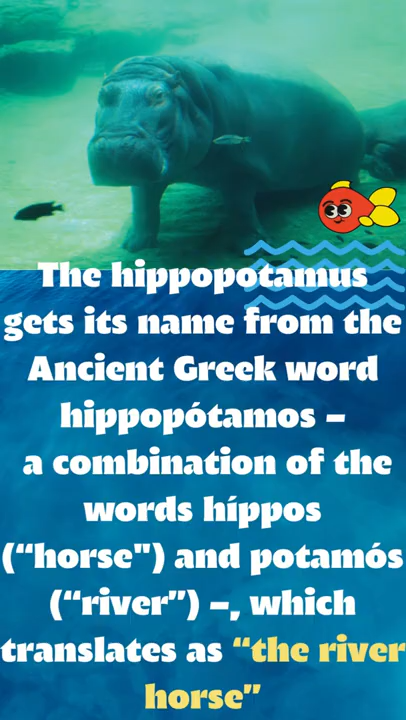 The hippopotamus
gets its name from the
Ancient Greek word
hippopótamos –
a combination of the
words híppos
(“horse") and potamós
(“river”) –, which
translates as “the river
horse”